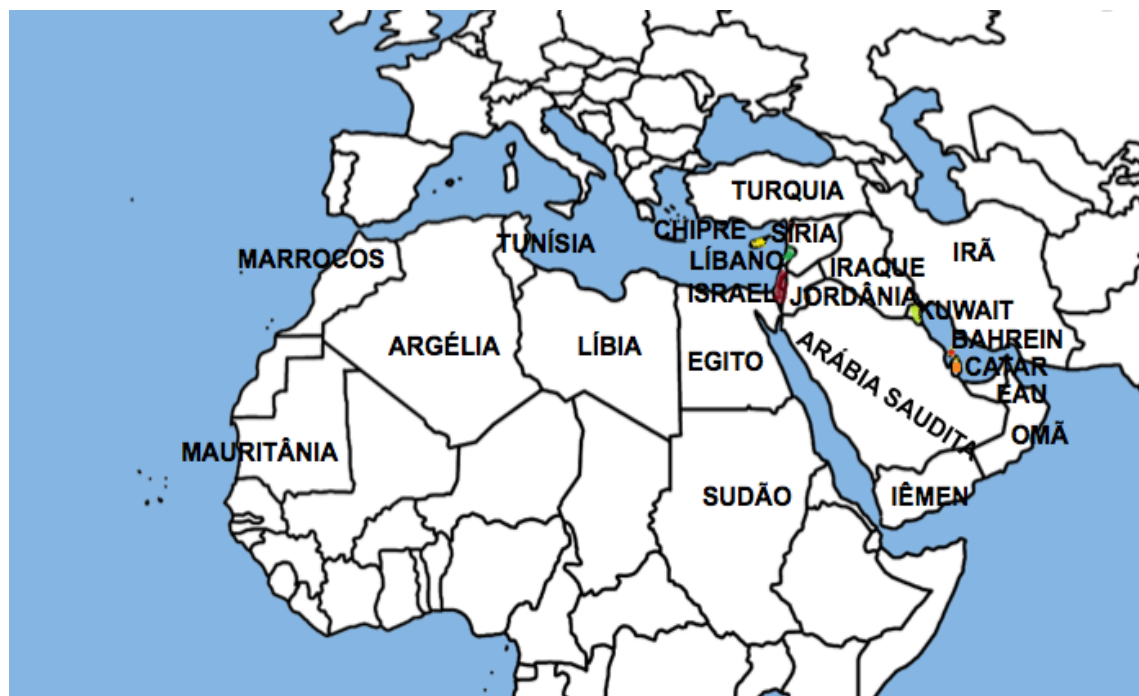 TURQUIA
CHIPRE
SÍRIA
TUNÍSIA
MARROCOS
LÍBANO
IRAQUE
IRÃ
ISRAEL
JORDÂNIA
KUWAIT
BAHREIN
ARGÉLIA
LÍBIA
EGITO
CATAR
ARÁBIA SAUDITA
EAU
OMÃ
MAURITÂNIA
SUDÃO
IÊMEN